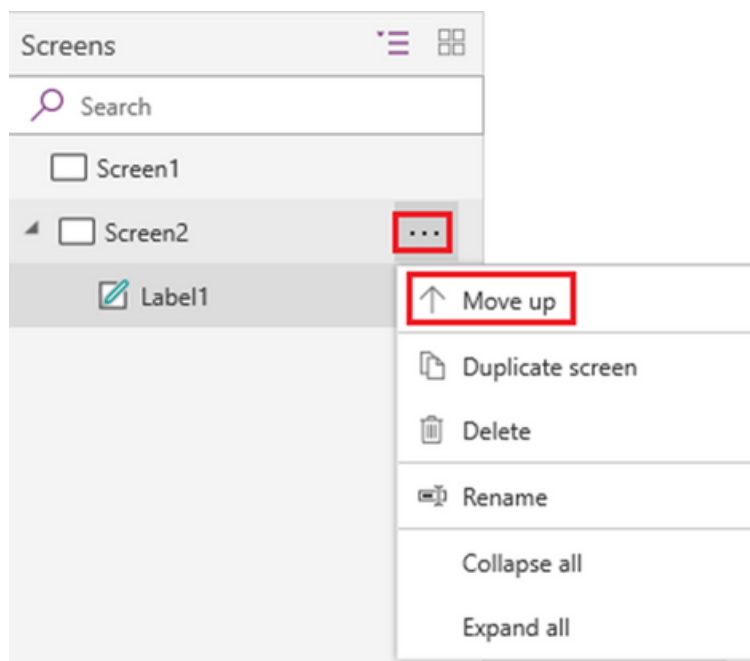 Screens
Search
Screen1
Screen2
Label1
Move up
Duplicate screen
Delete
Rename
Collapse all
Expand all